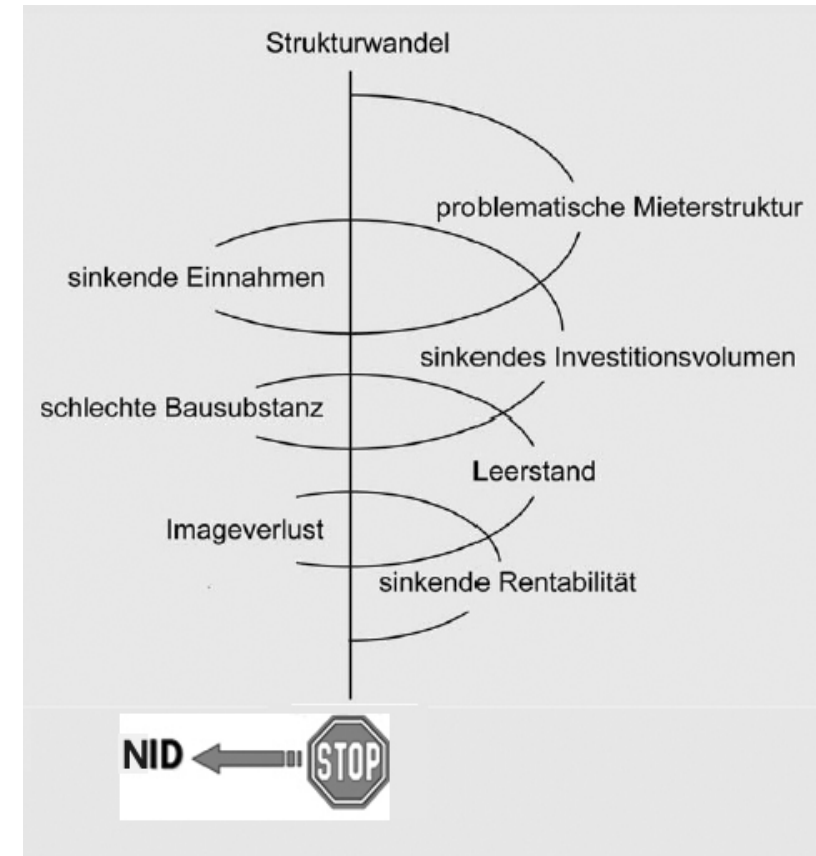 Strukturwandel
problematische Mieterstruktur
sinkende Einnahmen
sinkendes Investitionsvolumen
schlechte Bausubstanz
Leerstand
Imageverlust
sinkende Rentabilität
NID
STOP